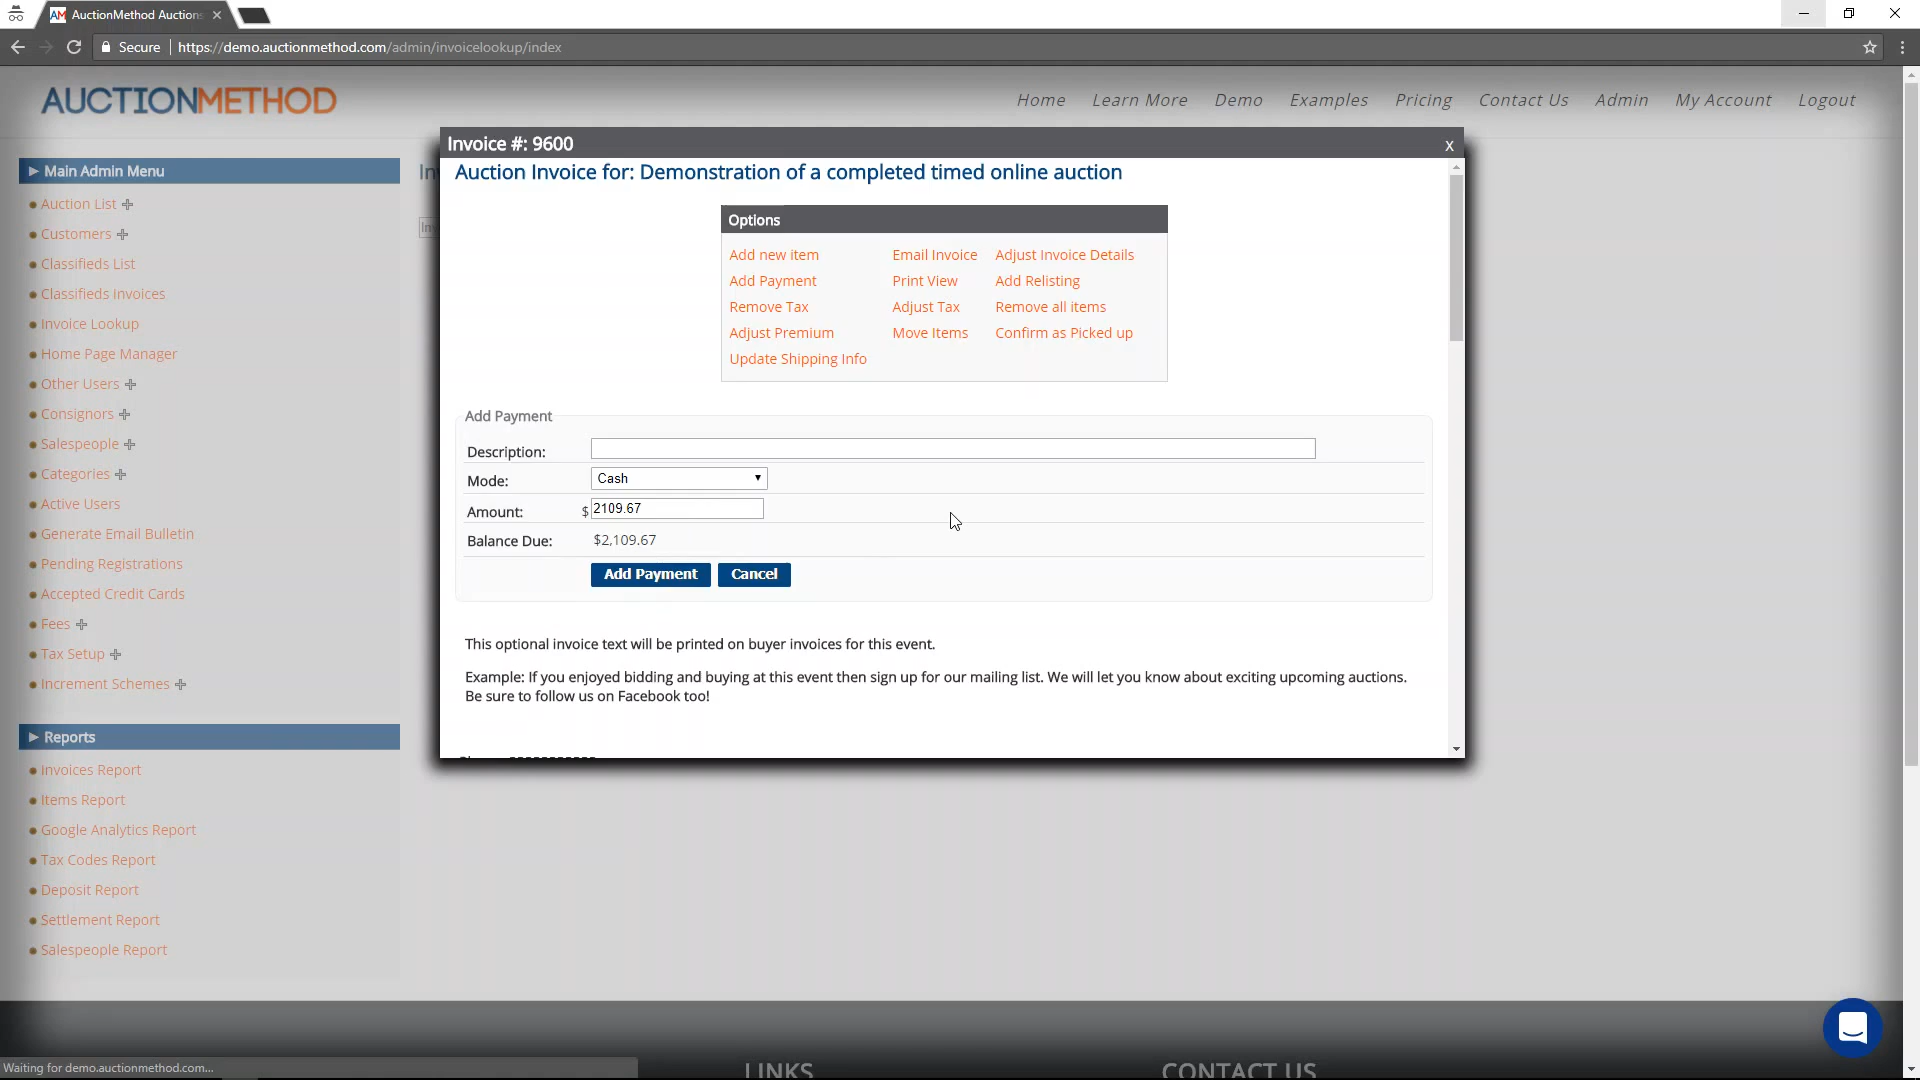 AM AuctionMethod Auctions
Secure https://demo.auctionmethod.com/admin/invoicelookup/index
AUCTIONMETHOD
Home Learn More Demo Examples Pricing Contact Us Admin My Account Logout
Main Admin Menu
Auction List
Customers
Classifieds List
Classifieds Invoices
Invoice Lookup
Home Page Manager
Other Users
Consignors
Salespeople
Categories
Active Users
Generate Email Bulletin
Pending Registrations
Accepted Credit Cards
Fees
Tax Setup
Increment Schemes
Reports
Invoices Report
Items Report
Google Analytics Report
Tax Codes Report
Deposit Report
Settlement Report
Salespeople Report
Invoice #: 9600 x
Auction Invoice for: Demonstration of a completed timed online auction
Options
Add new item Email Invoice Adjust Invoice Details
Add Payment Print View Add Relisting
Remove Tax Adjust Tax Remove all items
Adjust Premium Move Items Confirm as Picked up
Update Shipping Info
Add Payment
Description:
Mode: Cash
Amount: $ 2109.67
Balance Due: $2,109.67
Add Payment Cancel
This optional invoice text will be printed on buyer invoices for this event.
Example: If you enjoyed bidding and buying at this event then sign up for our mailing list. We will let you know about exciting upcoming auctions.
Be sure to follow us on Facebook too!
LINKS CONTACT US
Waiting for demo.auctionmethod.com...